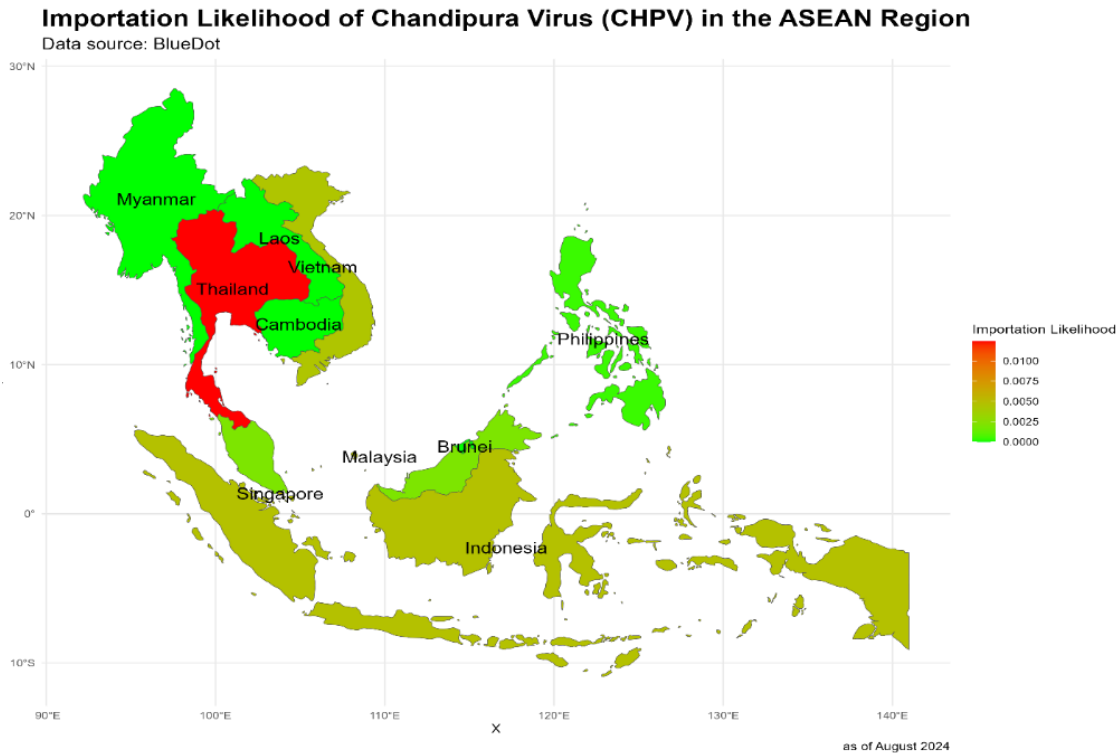 Importation Likelihood of Chandipura Virus (CHPV) in the ASEAN Region
Data source: BlueDot
30°N
20°N
10°N
0°
10°S
Myanmar
Laos
Vietnam
Thailand
Cambodia
Philippines
Malaysia
Brunei
Singapore
Indonesia
Importation Likelihood
0.0100
0.0075
0.0050
0.0025
0.0000
90°E
100°E
110°E
120°E
130°E
140°E
X
as of August 2024